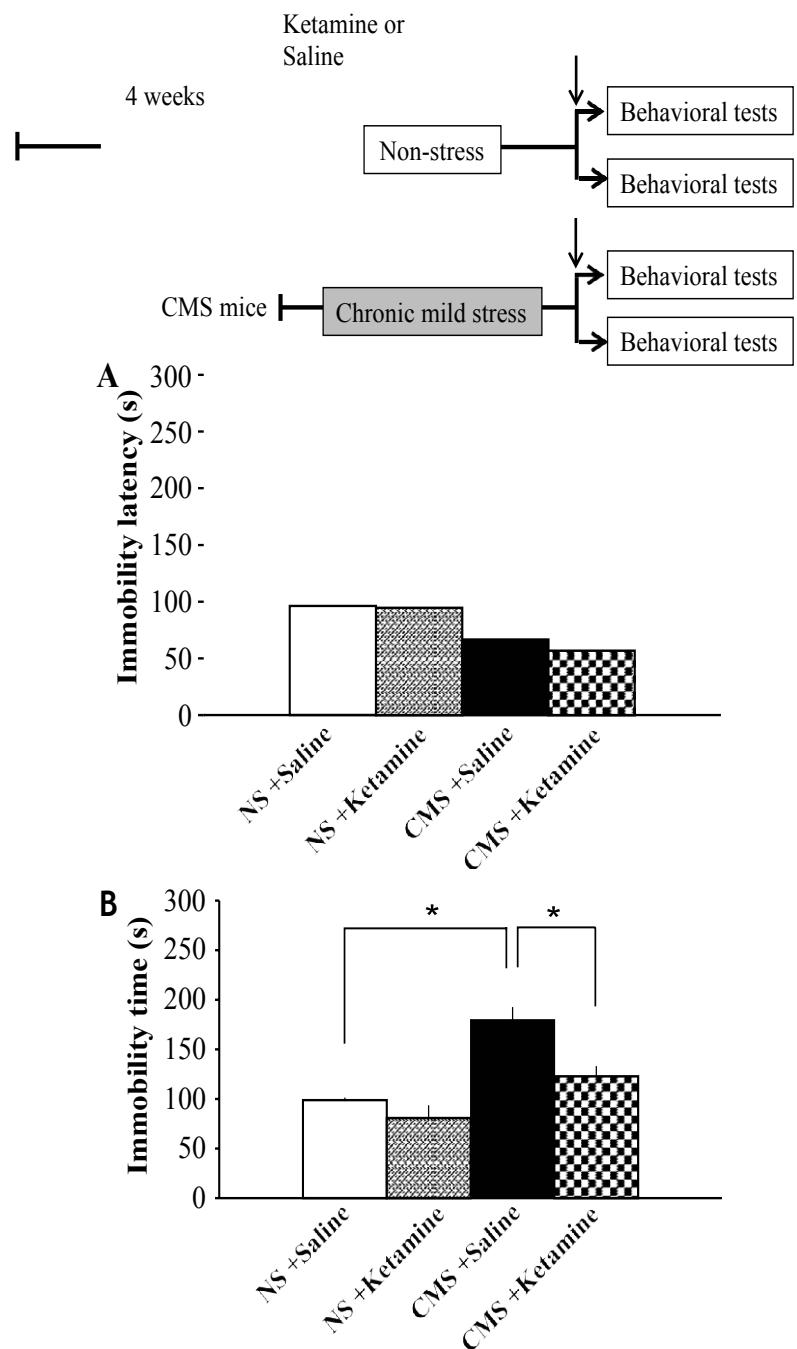 Ketamine or
Saline
4 weeks
Behavioral tests
Non-stress
Behavioral tests
Behavioral tests
CMS mice
Chronic mild stress
Behavioral tests
A
Immobility latency (s)
300
250
200
150
100
50
0
NS +Saline
NS +Ketamine
CMS +Saline
CMS +Ketamine
B
Immobility time (s)
300
250
200
150
100
50
0
*
*
NS +Saline
NS +Ketamine
CMS +Saline
CMS +Ketamine